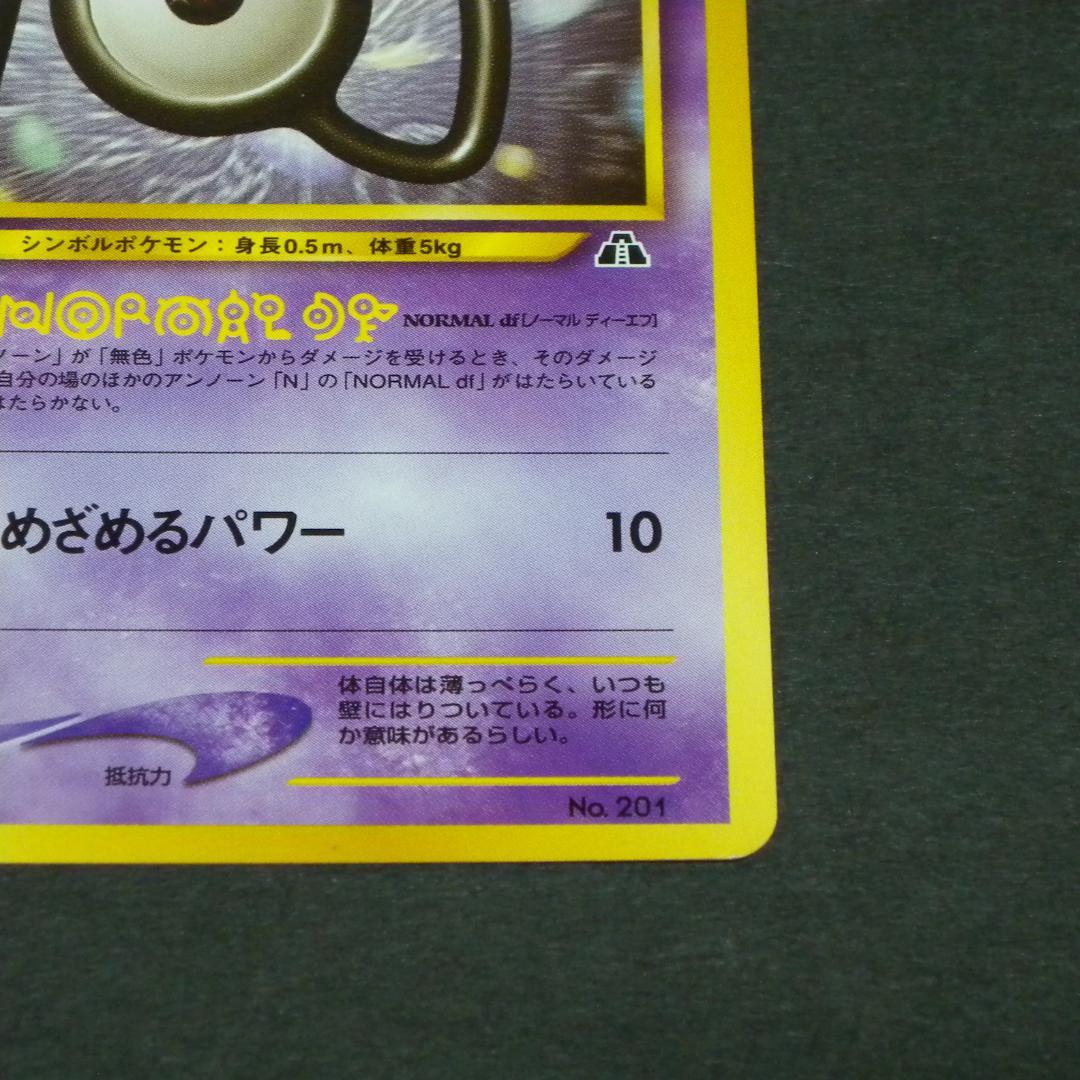 シンボルポケモン：身長0.5m、体重5kg
NORMAL df
NORMAL df[ノーマル ディーエフ]
ノーン」が「無色」ポケモンからダメージを受けるとき、そのダメージ
自分の場のほかのアンノーン「N」の「NORMAL df」がはたらいている
はたらかない。
めざめるパワー 10
体自体は薄っぺらく、いつも
壁にはりついている。形に何
か意味があるらしい。
抵抗力
No. 201